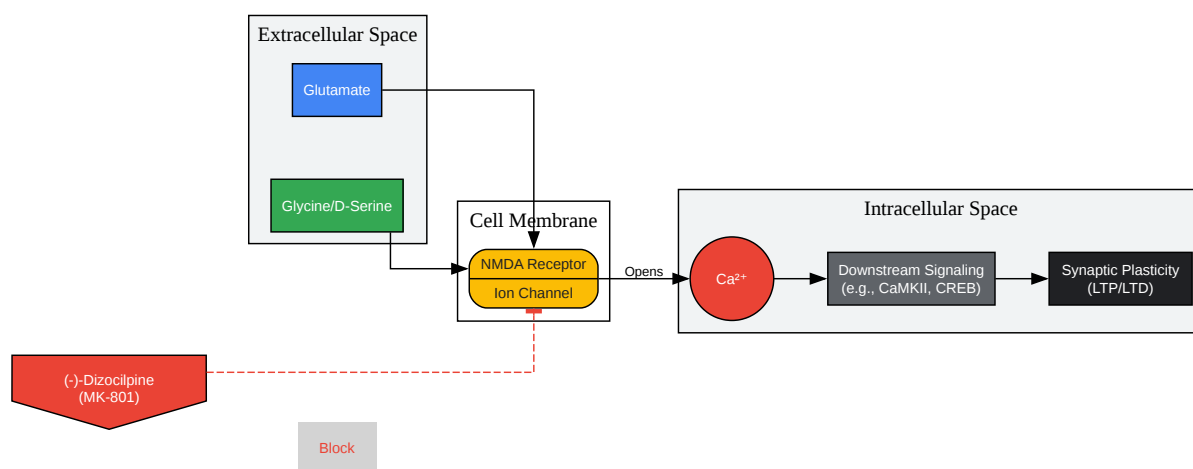 Extracellular Space
Glutamate
Glycine/D-Serine
Cell Membrane
NMDA Receptor
Ion Channel
Opens
Intracellular Space
Ca²⁺
Downstream Signaling
(e.g., CaMKII, CREB)
Synaptic Plasticity
(LTP/LTD)
(-)-Dizocilpine
(MK-801)
Block